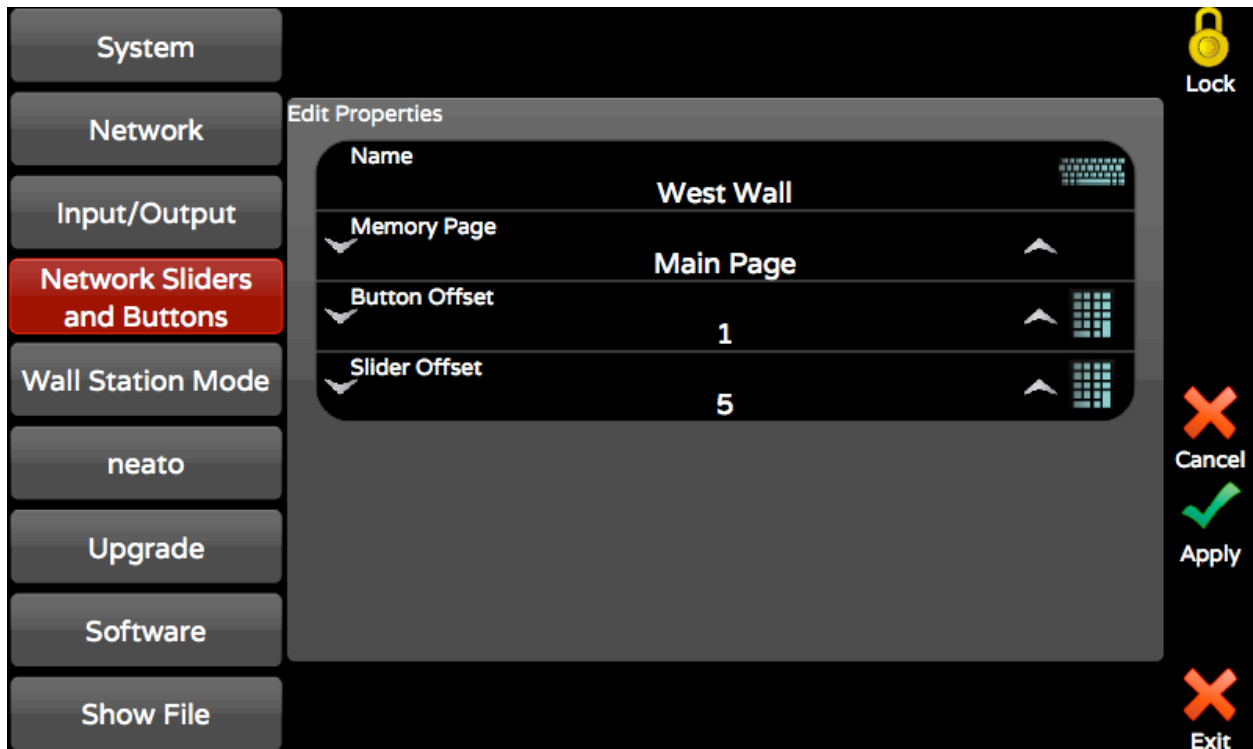 System
Network
Input/Output
Network Sliders
and Buttons
Wall Station Mode
neato
Upgrade
Software
Show File
Edit Properties
Name
West Wall
Memory Page
Main Page
Button Offset
1
Slider Offset
5
Lock
Cancel
Apply
Exit